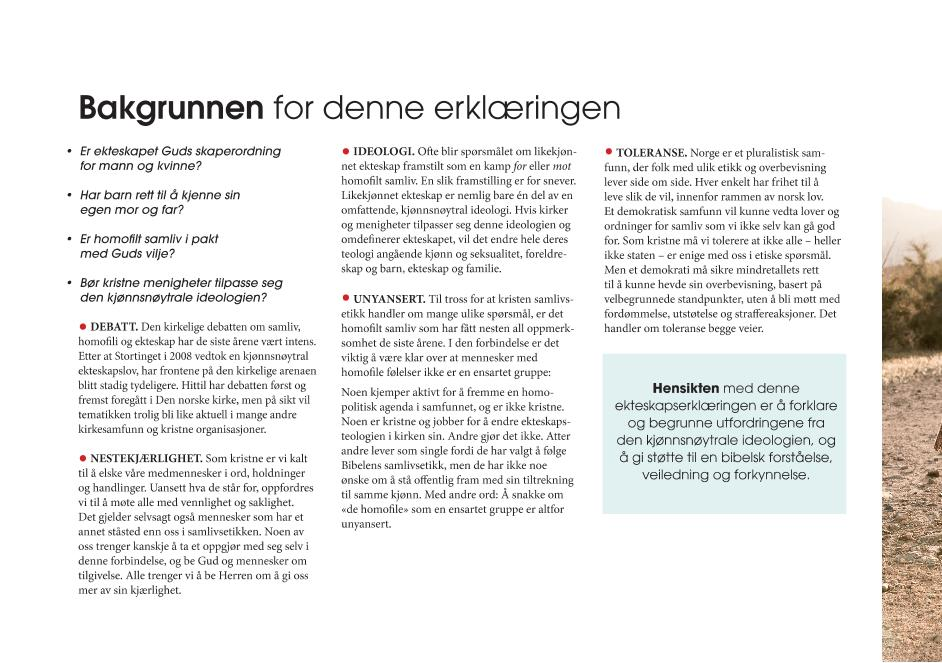 Bakgrunnen for denne erklæringen
• Er ekteskapet Guds skaperordning
for mann og kvinne?
• Har barn rett til å kjenne sin
egen mor og far?
• Er homofilt samliv i pakt
med Guds vilje?
• Bør kristne menigheter tilpasse seg
den kjønnsnøytrale ideologien?
• DEBATT. Den kirkelige debatten om samliv,
homofili og ekteskap har de siste årene vært intens.
Etter at Stortinget i 2008 vedtok en kjønnsnøytral
ekteskapslov, har frontene på den kirkelige arenaen
blitt stadig tydeligere. Hittil har debatten først og
fremst foregått i Den norske kirke, men på sikt vil
tematikken trolig bli like aktuell i mange andre
kirkesamfunn og kristne organisasjoner.
• NESTEKJÆRLIGHET. Som kristne er vi kalt
til å elske våre medmennesker i ord, holdninger
og handlinger. Uansett hva de står for, oppfordres
vi til å møte alle med vennlighet og saklighet.
Det gjelder selvsagt også mennesker som har et
annet ståsted enn oss i samlivsetikken. Noen av
oss trenger kanskje å ta et oppgjør med seg selv i
denne forbindelse, og be Gud og mennesker om
tilgivelse. Alle trenger vi å be Herren om å gi oss
mer av sin kjærlighet.
• IDEOLOGI. Ofte blir spørsmålet om likekjøn-
net ekteskap framstilt som en kamp for eller mot
homofilt samliv. En slik framstilling er for snever.
Likekjønnet ekteskap er nemlig bare én del av en
omfattende, kjønnsnøytral ideologi. Hvis kirker
og menigheter tilpasser seg denne ideologien og
omdefinerer ekteskapet, vil det endre hele deres
teologi angående kjønn og seksualitet, foreldre-
skap og barn, ekteskap og familie.
• UNYANSERT. Til tross for at kristen samlivs-
etikk handler om mange ulike spørsmål, er det
homofilt samliv som har fått nesten all oppmerk-
somhet de siste årene. I den forbindelse er det
viktig å være klar over at mennesker med
homofile følelser ikke er en ensartet gruppe:
Noen kjemper aktivt for å fremme en homo-
politisk agenda i samfunnet, og er ikke kristne.
Noen er kristne og jobber for å endre ekteskaps-
teologien i kirken sin. Andre gjør det ikke. Atter
andre lever som single fordi de har valgt å følge
Bibelens samlivsetikk, men de har ikke noe
ønske om å stå offentlig fram med sin tiltrekning
til samme kjønn. Med andre ord: Å snakke om
«de homofile» som en ensartet gruppe er altfor
unyansert.
• TOLERANSE. Norge er et pluralistisk sam-
funn, der folk med ulik etikk og overbevisning
lever side om side. Hver enkelt har frihet til å
leve slik de vil, innenfor rammen av norsk lov.
Et demokratisk samfunn vil kunne vedta lover og
ordninger for samliv som vi ikke selv kan gå god
for. Som kristne må vi tolerere at ikke alle – heller
ikke staten – er enige med oss i etiske spørsmål.
Men et demokrati må sikre mindretallets rett
til å kunne hevde sin overbevisning, basert på
velbegrunnede standpunkter, uten å bli møtt med
fordømmelse, utstøtelse og straffereaksjoner. Det
handler om toleranse begge veier.
Hensikten med denne
ekteskapserklæringen er å forklare
og begrunne utfordringene fra
den kjønnsnøytrale ideologien, og
å gi støtte til en bibelsk forståelse,
veiledning og forkynnelse.